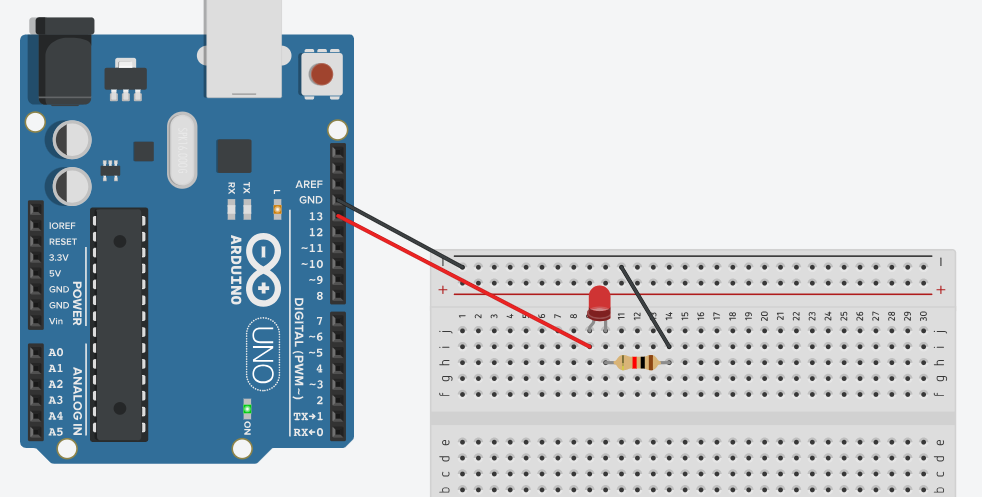 AREF
GND
13
12
~11
~10
~9
8
7
~6
~5
4
~3
2
TX→1
RX←0
DIGITAL (PWM~)
RX
TX
L
ARDUINO
UNO
ON
IOREF
RESET
3.3V
5V
GND
GND
Vin
POWER
A0
A1
A2
A3
A4
A5
ANALOG IN
− −
+ +
1 2 3 4 5 6 7 8 11 12 13 14 15 16 17 18 19 20 21 22 23 24 25 26 27 28 29 30
j j
i i
h h
g g
f f
e e
d d
c c
b b